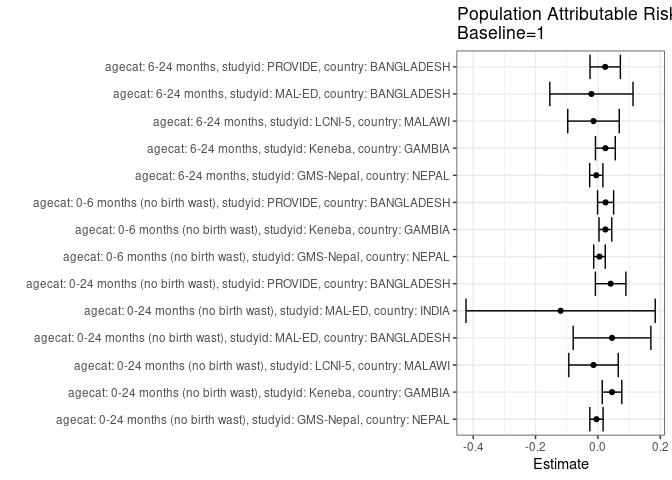 Population Attributable Risk
Baseline=1
agecat: 6-24 months, studyid: PROVIDE, country: BANGLADESH
agecat: 6-24 months, studyid: MAL-ED, country: BANGLADESH
agecat: 6-24 months, studyid: LCNI-5, country: MALAWI
agecat: 6-24 months, studyid: Keneba, country: GAMBIA
agecat: 6-24 months, studyid: GMS-Nepal, country: NEPAL
agecat: 0-6 months (no birth wast), studyid: PROVIDE, country: BANGLADESH
agecat: 0-6 months (no birth wast), studyid: Keneba, country: GAMBIA
agecat: 0-6 months (no birth wast), studyid: GMS-Nepal, country: NEPAL
agecat: 0-24 months (no birth wast), studyid: PROVIDE, country: BANGLADESH
agecat: 0-24 months (no birth wast), studyid: MAL-ED, country: INDIA
agecat: 0-24 months (no birth wast), studyid: MAL-ED, country: BANGLADESH
agecat: 0-24 months (no birth wast), studyid: LCNI-5, country: MALAWI
agecat: 0-24 months (no birth wast), studyid: Keneba, country: GAMBIA
agecat: 0-24 months (no birth wast), studyid: GMS-Nepal, country: NEPAL
-0.4 -0.2 0.0 0.2
Estimate